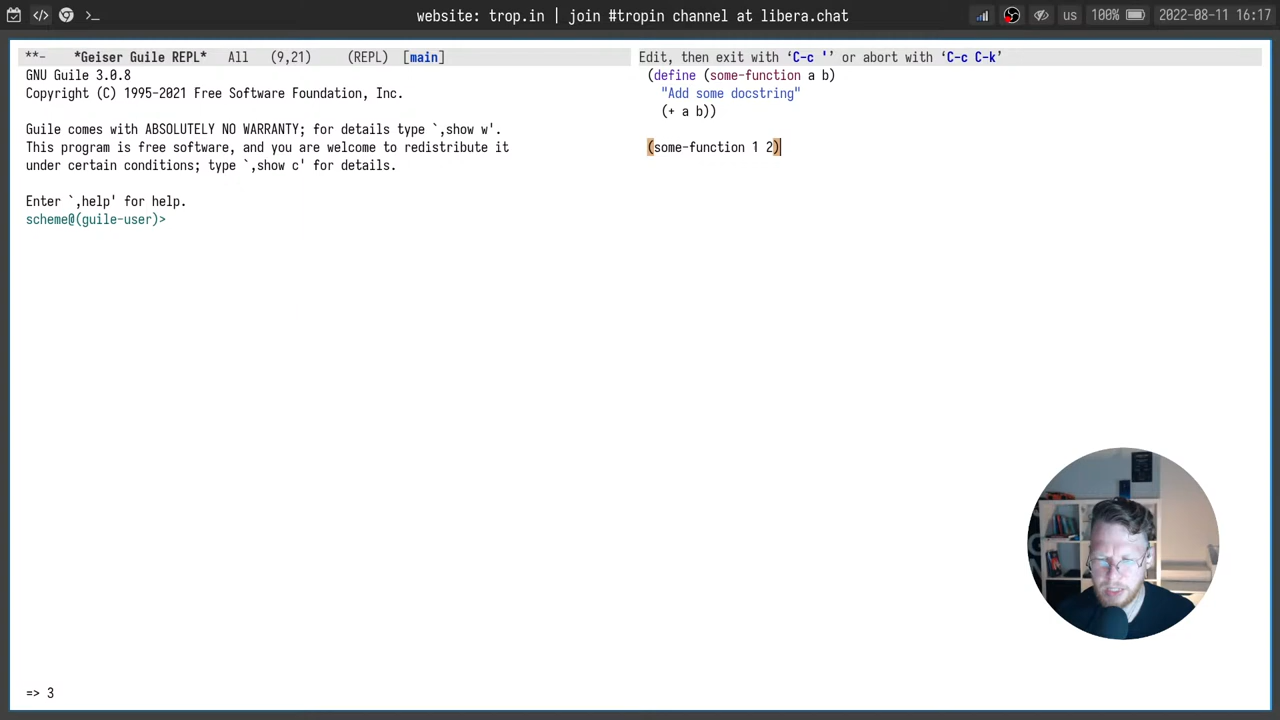 website: trop.in | join #tropin channel at libera.chat
us 100% 2022-08-11 16:17
**- *Geiser Guile REPL* All (9,21) (REPL) [main]
GNU Guile 3.0.8
Copyright (C) 1995-2021 Free Software Foundation, Inc.
Guile comes with ABSOLUTELY NO WARRANTY; for details type `,show w'.
This program is free software, and you are welcome to redistribute it
under certain conditions; type `,show c' for details.
Enter `,help' for help.
scheme@(guile-user)>
Edit, then exit with ‘C-c '’ or abort with ‘C-c C-k’
(define (some-function a b)
"Add some docstring"
(+ a b))
(some-function 1 2)
=> 3